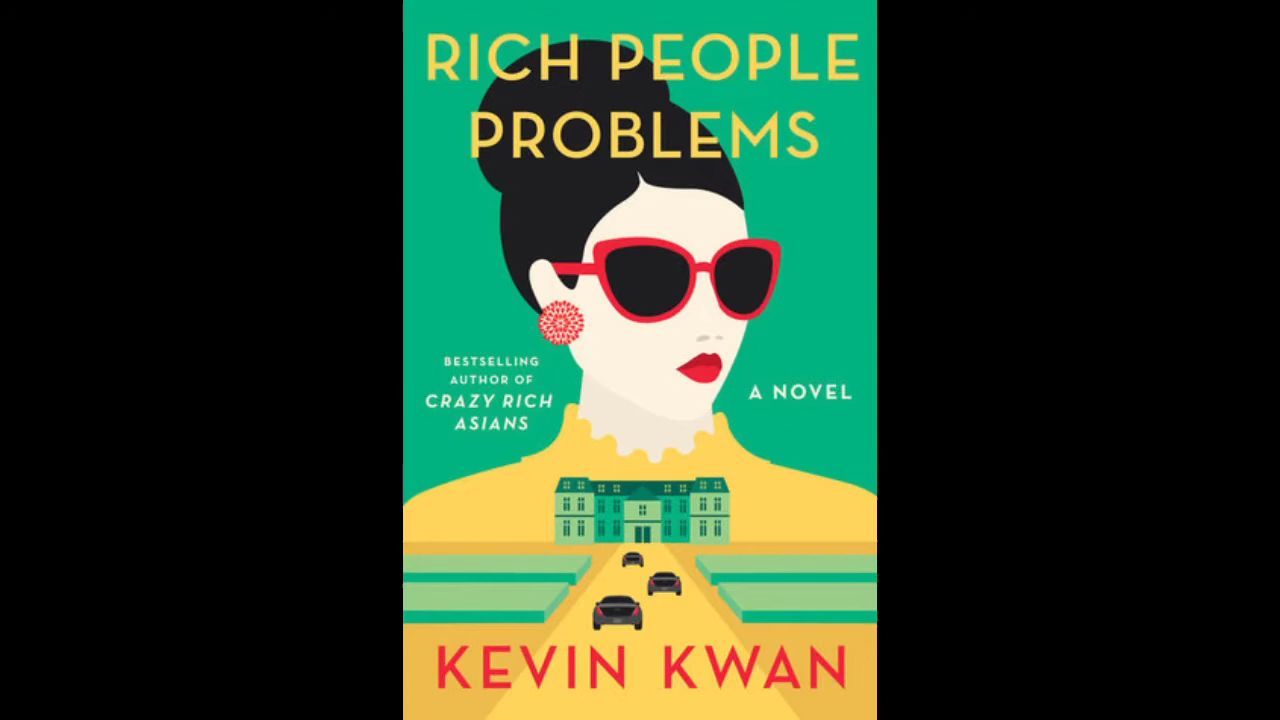 RICH PEOPLE
PROBLEMS
BESTSELLING
AUTHOR OF
CRAZY RICH
ASIANS
A NOVEL
KEVIN KWAN